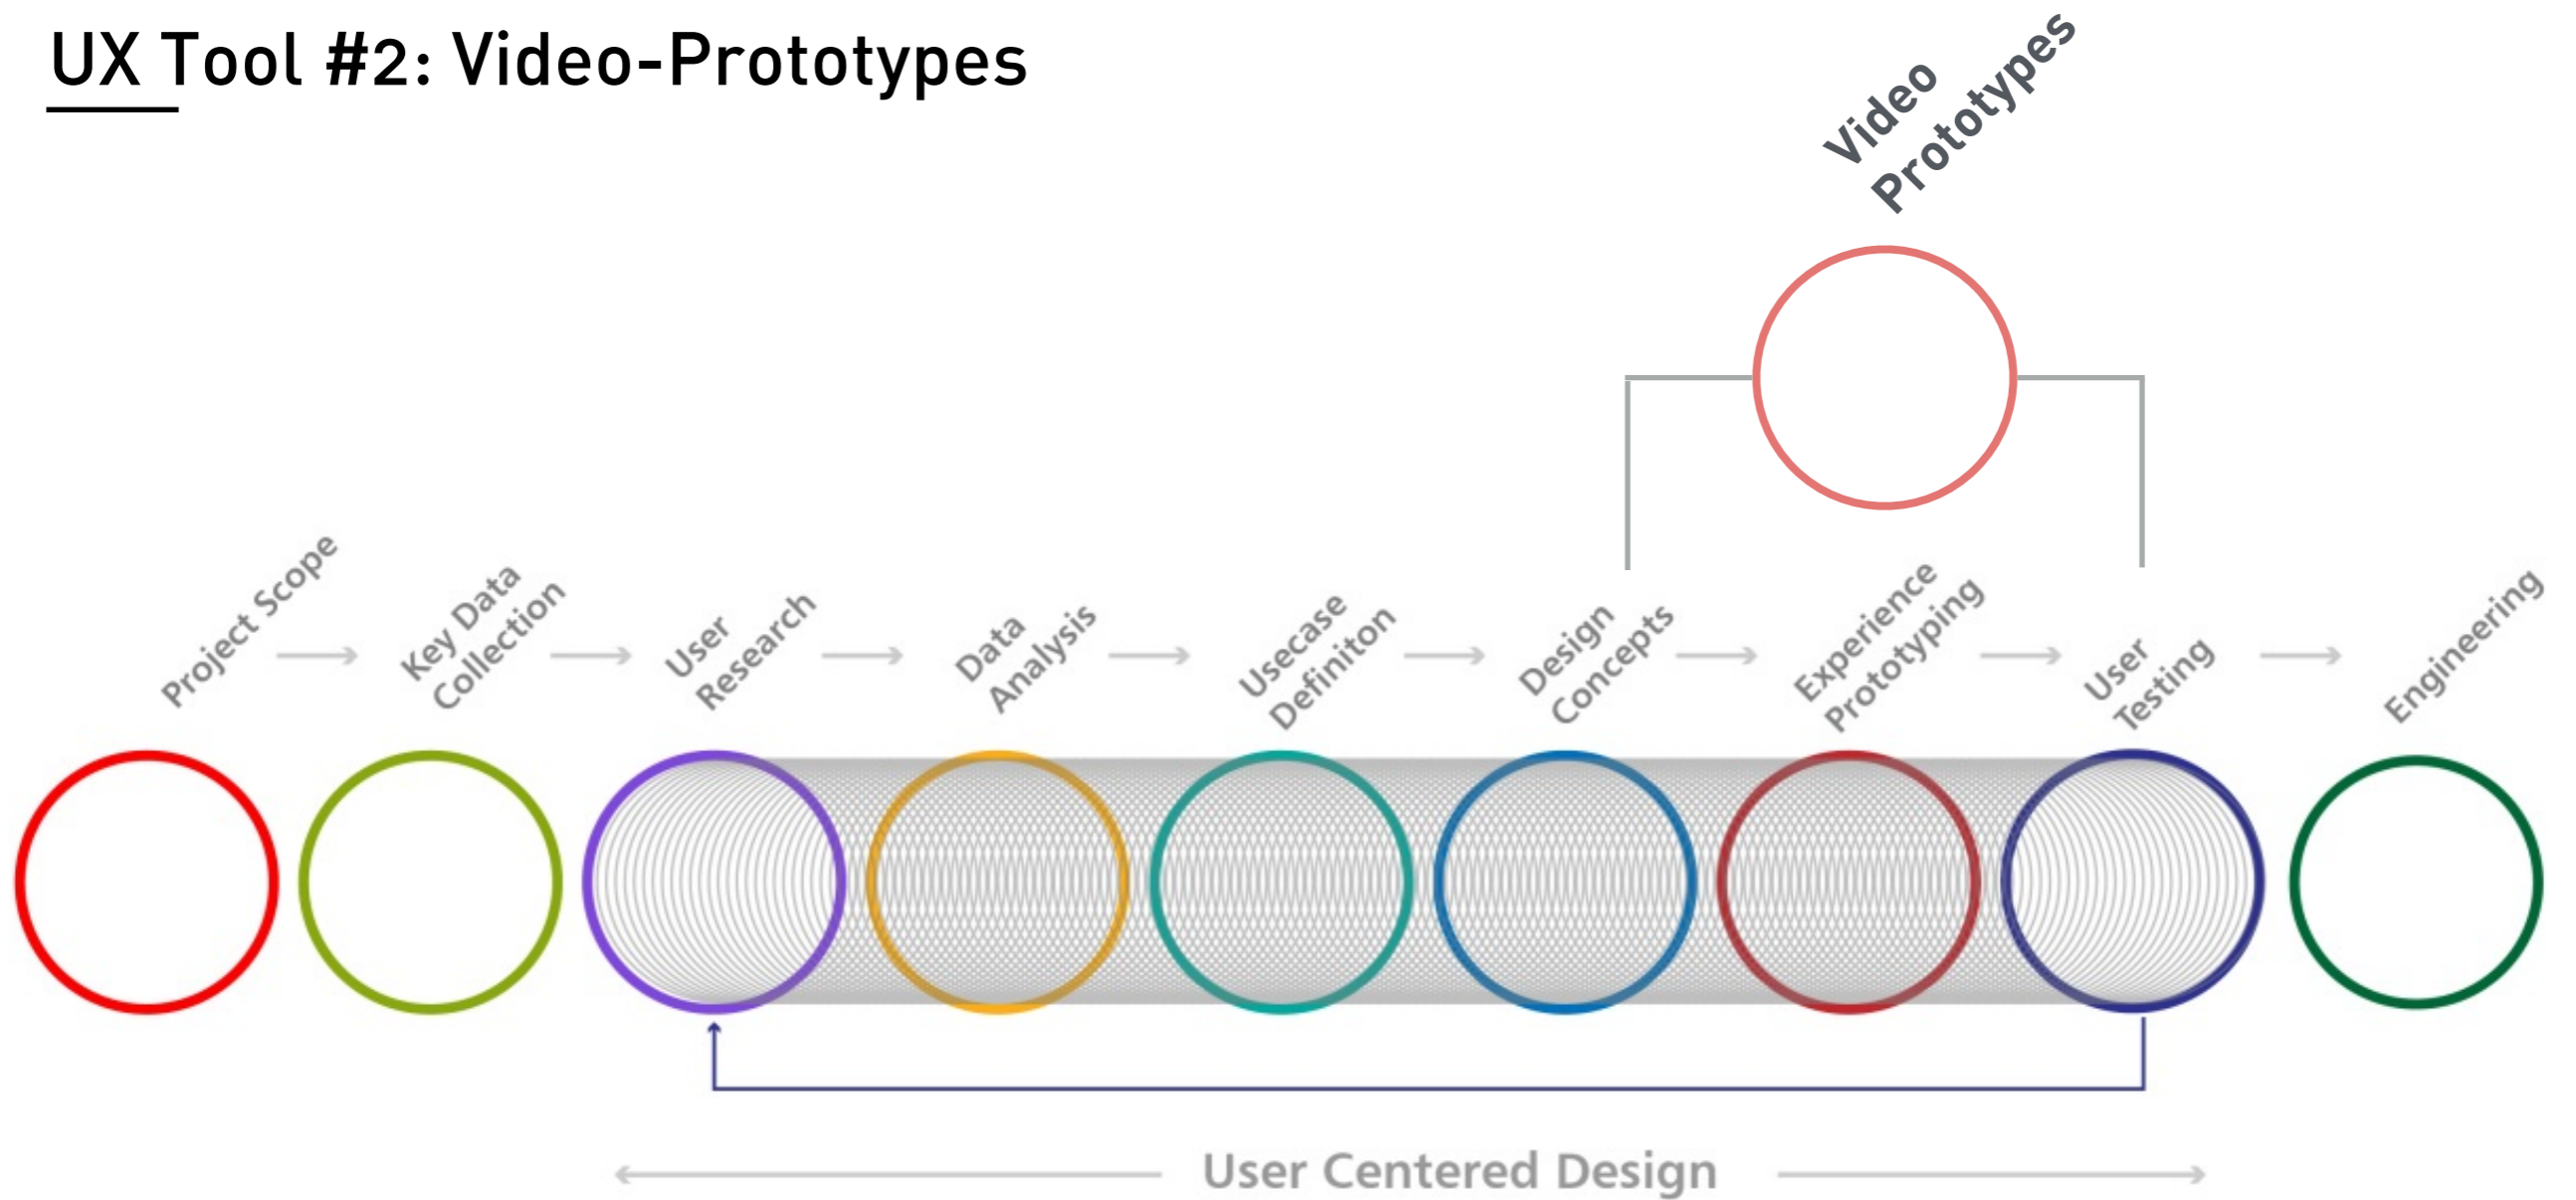 UX Tool #2: Video-Prototypes
Video
Prototypes
Project Scope
Key Data
Collection
User
Research
Data
Analysis
Usecase
Definiton
Design
Concepts
Experience
Prototyping
User
Testing
Engineering
User Centered Design